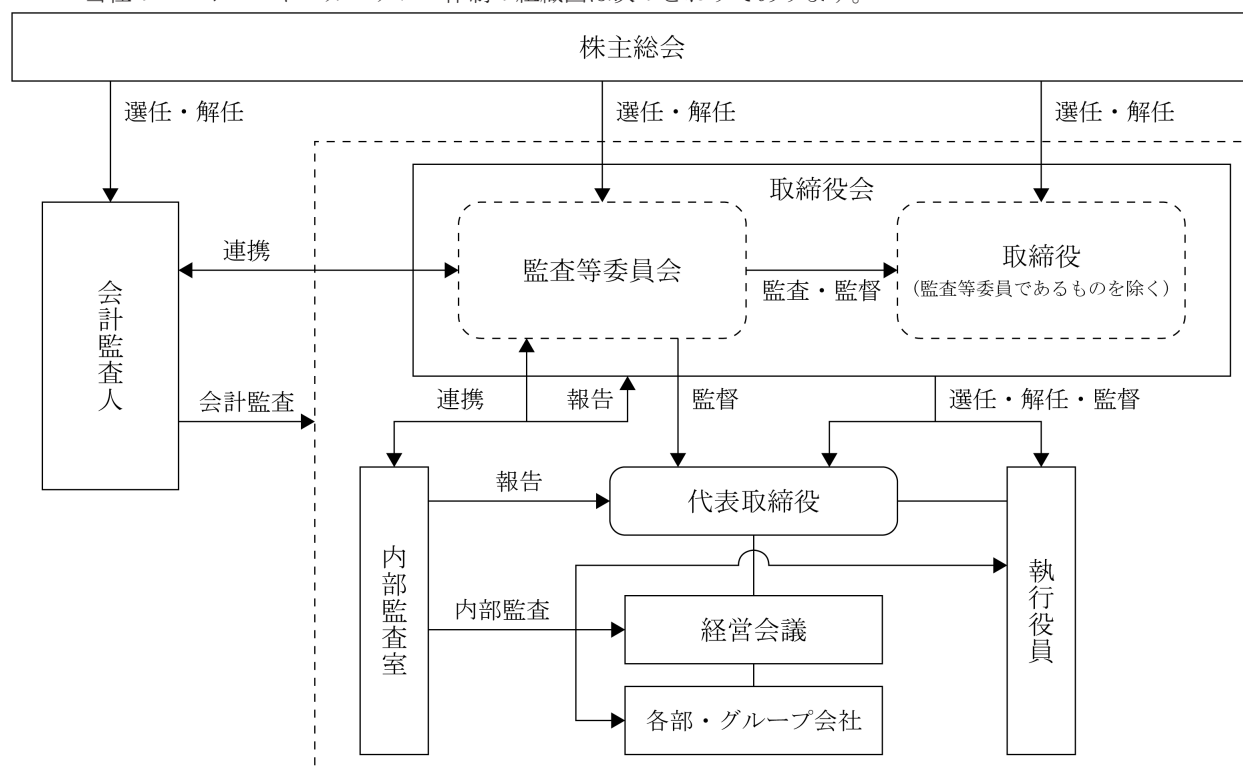 株主総会
選任・解任
選任・解任
選任・解任
取締役会
連携
監査等委員会
監査・監督
取締役
(監査等委員であるものを除く)
会計監査人
会計監査
連携
報告
監督
選任・解任・監督
報告
代表取締役
内部監査室
内部監査
経営会議
執行役員
各部・グループ会社